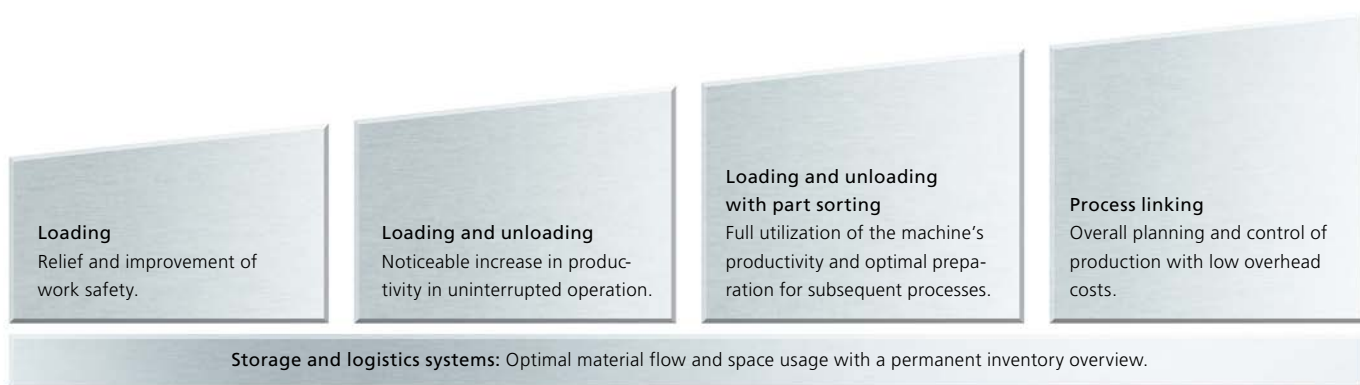 Loading
Relief and improvement of
work safety.
Loading and unloading
Noticeable increase in produc-
tivity in uninterrupted operation.
Loading and unloading
with part sorting
Full utilization of the machine's
productivity and optimal prepa-
ration for subsequent processes.
Process linking
Overall planning and control of
production with low overhead
costs.
Storage and logistics systems: Optimal material flow and space usage with a permanent inventory overview.